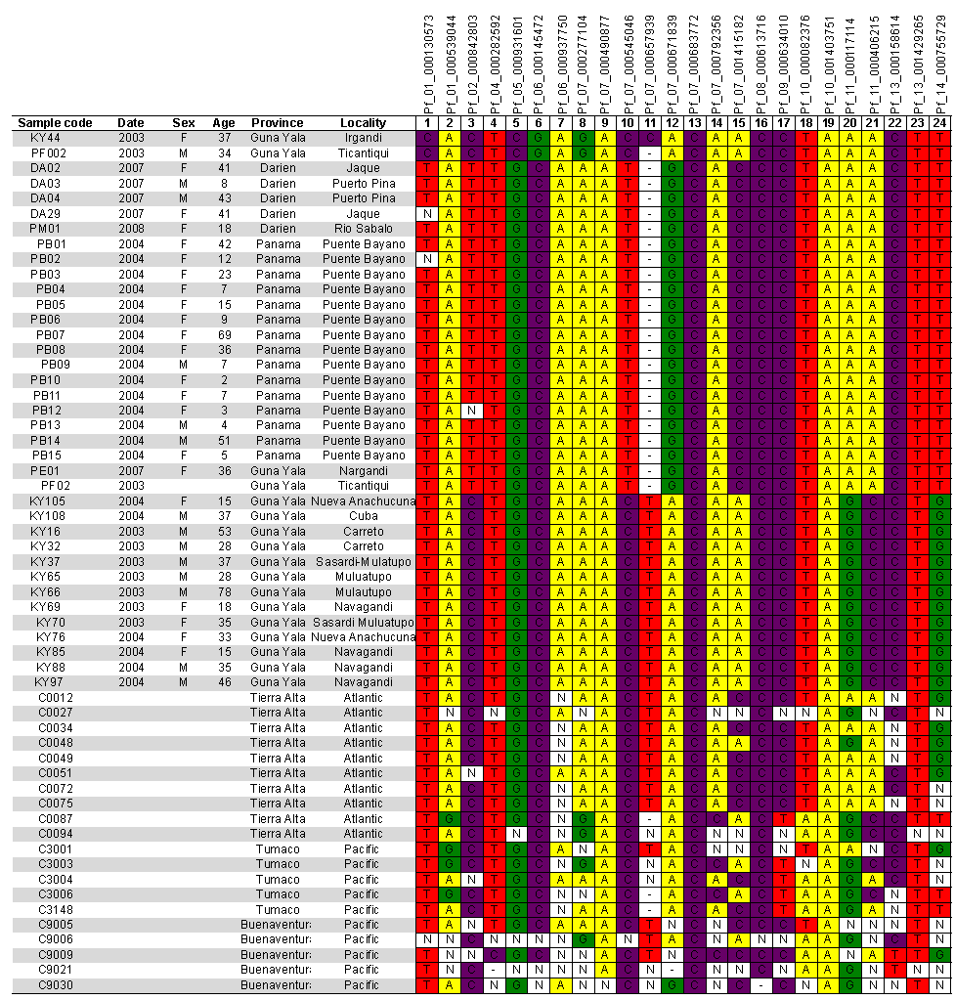 Pf_01_000130573 Pf_01_000539044 Pf_02_000842803 Pf_04_000282592 Pf_05_000931601 Pf_06_000145472 Pf_06_000937750 Pf_08_000277104 Pf_07_000490877 Pf_07_000545046 Pf_07_000657939 Pf_07_000671839 Pf_07_000683772 Pf_07_000792356 Pf_07_001415182 Pf_08_000613716 Pf_09_000634010 Pf_10_000082376 Pf_10_001403751 Pf_11_000117114 Pf_11_000406215 Pf_13_000158614 Pf_13_001429265 Pf_14_000755729
Sample code Date Sex Age Province Locality 1 2 3 4 5 6 7 8 9 10 11 12 13 14 15 16 17 18 19 20 21 22 23 24
KY44 2003 F 37 Guna Yala Irgandi C A C T C G A G A C C A C A A C C T A A A C T T
PF002 2003 M 34 Guna Yala Ticantiqui C A C T C G A G A C - A C A A C C T A A A C T T
DA02 2007 F 41 Darien Jaque T A T T G C A A A T - G C A C C C T A A A C T T
DA03 2007 M 8 Darien Puerto Pina T A T T G C A A A T - G C A C C C T A A A C T T
DA04 2007 M 43 Darien Puerto Pina T A T T G C A A A T - G C A C C C T A A A C T T
DA29 2007 F 41 Darien Jaque N A T T G C A A A T - G C A C C C T A A A C T T
PM01 2008 F 18 Darien Rio Sabalo T A T T G C A A A T - G C A C C C T A A A C T T
PB01 2004 F 42 Panama Puente Bayano T A T T G C A A A T - G C A C C C T A A A C T T
PB02 2004 F 12 Panama Puente Bayano N A T T G C A A A T - G C A C C C T A A A C T T
PB03 2004 F 23 Panama Puente Bayano T A T T G C A A A T - G C A C C C T A A A C T T
PB04 2004 F 7 Panama Puente Bayano T A T T G C A A A T - G C A C C C T A A A C T T
PB05 2004 F 15 Panama Puente Bayano T A T T G C A A A T - G C A C C C T A A A C T T
PB06 2004 F 9 Panama Puente Bayano T A T T G C A A A T - G C A C C C T A A A C T T
PB07 2004 F 69 Panama Puente Bayano T A T T G C A A A T - G C A C C C T A A A C T T
PB08 2004 F 36 Panama Puente Bayano T A T T G C A A A T - G C A C C C T A A A C T T
PB09 2004 M 7 Panama Puente Bayano T A T T G C A A A T - G C A C C C T A A A C T T
PB10 2004 F 2 Panama Puente Bayano T A T T G C A A A T - G C A C C C T A A A C T T
PB11 2004 F 7 Panama Puente Bayano T A T T G C A A A T - G C A C C C T A A A C T T
PB12 2004 F 3 Panama Puente Bayano T A N T G C A A A T - G C A C C C T A A A C T T
PB13 2004 M 4 Panama Puente Bayano T A T T G C A A A T - G C A C C C T A A A C T T
PB14 2004 M 51 Panama Puente Bayano T A T T G C A A A T - G C A C C C T A A A C T T
PB15 2004 F 5 Panama Puente Bayano T A T T G C A A A T - G C A C C C T A A A C T T
PE01 2007 F 36 Guna Yala Nargandi T A T T G C A A A T - G C A C C C T A A A C T T
PF02 2003 Guna Yala Ticantiqui T A T T G C A A A T - G C A C C C T A A A C T T
KY105 2004 F 15 Guna Yala Nueva Anachucuna T A C T G C A A A C T A C A A C C T A G C C T G
KY108 2004 M 37 Guna Yala Cuba T A C T G C A A A C T A C A A C C T A G C C T G
KY16 2003 M 53 Guna Yala Carreto T A C T G C A A A C T A C A A C C T A G C C T G
KY32 2003 M 28 Guna Yala Carreto T A C T G C A A A C T A C A A C C T A G C C T G
KY37 2003 M 37 Guna Yala Sasardi-Mulatupo T A C T G C A A A C T A C A A C C T A G C C T G
KY65 2003 M 28 Guna Yala Muluatupo T A C T G C A A A C T A C A A C C T A G C C T G
KY66 2003 M 78 Guna Yala Mulautupo T A C T G C A A A C T A C A A C C T A G C C T G
KY69 2003 F 18 Guna Yala Navagandi T A C T G C A A A C T A C A A C C T A G C C T G
KY70 2003 F 35 Guna Yala Sasardi Muluatupo T A C T G C A A A C T A C A A C C T A G C C T G
KY76 2004 F 33 Guna Yala Nueva Anachucuna T A C T G C A A A C T A C A A C C T A G C C T G
KY85 2004 F 15 Guna Yala Navagandi T A C T G C A A A C T A C A A C C T A G C C T G
KY88 2004 M 35 Guna Yala Navagandi T A C T G C A A A C T A C A A C C T A G C C T G
KY97 2004 M 46 Guna Yala Navagandi T A C T G C A A A C T A C A A C C T A G C C T G
C0012 Tierra Alta Atlantic T A C T G C N A A C T A C A C C C T A A A N T G
C0027 Tierra Alta Atlantic T N C N G C A N A C T A C N N C N N A G N C T N
C0034 Tierra Alta Atlantic T A C T G C N A A C T A C A C C C T A A A N T G
C0048 Tierra Alta Atlantic T A C T G C N A A C T A C A A C C T A G A N T G
C0049 Tierra Alta Atlantic T A C T G C N A A C T A C A C C C T A A A N T G
C0051 Tierra Alta Atlantic T A N T G C A A A C T A C A C C C T A A A C T G
C0072 Tierra Alta Atlantic T A C T G C N A A C T A C A C C C T A A A C T N
C0075 Tierra Alta Atlantic T A C T G C A A A C T A C A C C C T A A A N T N
C0087 Tierra Alta Atlantic T G C T G C N G A C - A C C A C T A A G C C T T
C0094 Tierra Alta Atlantic T A C T N C N G A C N A C N N C N A A G C C N N
C3001 Tumaco Pacific T G C T G C A N A C T A C N N C N T A A N C T G
C3003 Tumaco Pacific T G C T G C N G A C N A C C A C T N A G C C T N
C3004 Tumaco Pacific T A N T G C A A A C N A C A C C T A A G A C T N
C3006 Tumaco Pacific T G C T G C N N A C - A C C A C T A A G C N T T
C3148 Tumaco Pacific T A C T G C A A A C - A C A C C T A A G A N T T
C9005 Buenaventur Pacific T A N T G C A A A C T N C N C C C T A N N N T N
C9006 Buenaventur Pacific N N N N N C N G A N T A C N A N N A A G N C T N
C9009 Buenaventur Pacific T N N C G C N N A C T N C C C C C A A N A T T G
C9021 Buenaventur Pacific T N C - N N N N A C - A C N N C N A A G N T N N
C9030 Buenaventur Pacific T A C N G N A N N C N G C N C - C N A N C N T N